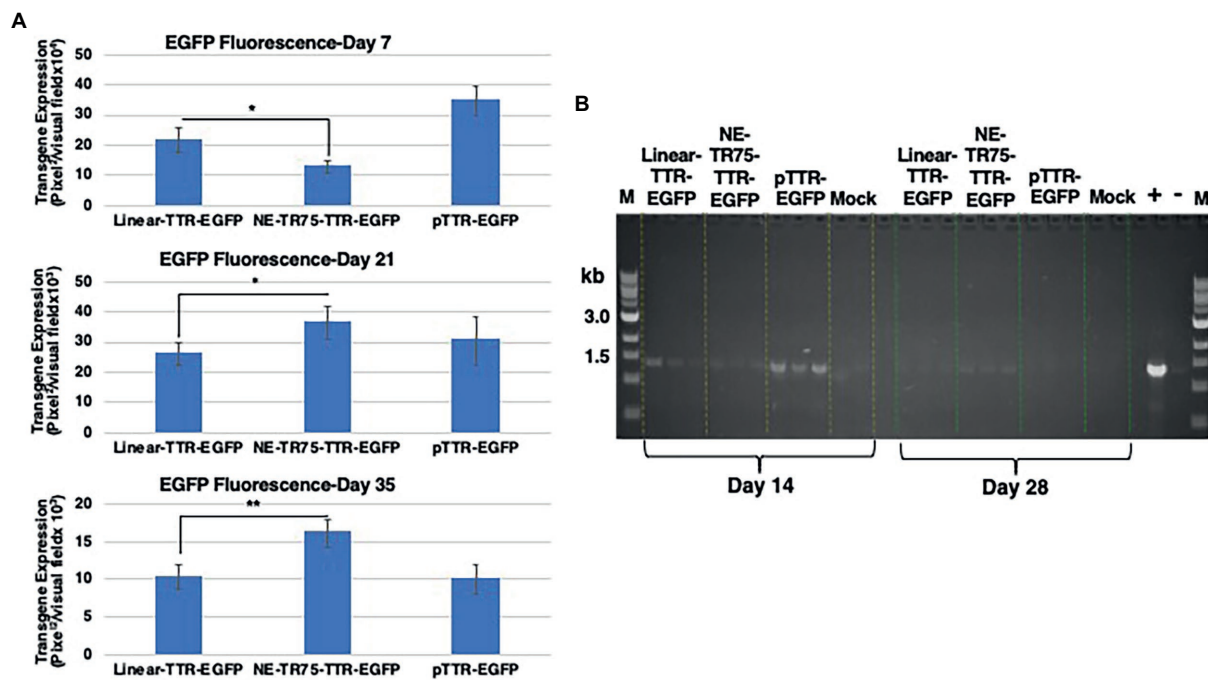 A
EGFP Fluorescence-Day 7
Transgene Expression
(Pixel²/visual fieldx10⁴)
50
40
30
20
10
0
*
Linear-TTR-EGFP NE-TR75-TTR-EGFP pTTR-EGFP
EGFP Fluorescence-Day 21
Transgene Expression
(Pixel²/visual fieldx10³)
50
40
30
20
10
0
*
Linear-TTR-EGFP NE-TR75-TTR-EGFP pTTR-EGFP
EGFP Fluorescence-Day 35
Transgene Expression
(Pixel²/visual fieldx 10³)
20
15
10
5
0
**
Linear-TTR-EGFP NE-TR75-TTR-EGFP pTTR-EGFP
B
M
Linear-
TTR-
EGFP
NE-
TR75-
TTR-
EGFP
pTTR-
EGFP
Mock
Linear-
TTR-
EGFP
NE-
TR75-
TTR-
EGFP
pTTR-
EGFP
Mock
+ - M
kb
3.0
1.5
Day 14
Day 28